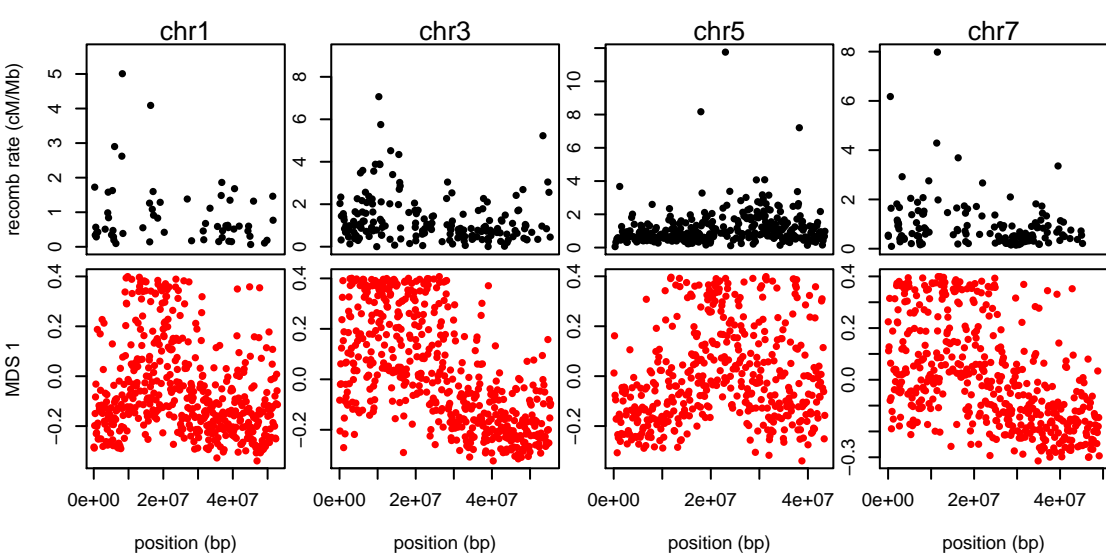 chr1 chr3 chr5 chr7
recomb rate (cM/Mb)
0 1 2 3 4 5
0 2 4 6 8
0 2 4 6 8 10
0 2 4 6 8
MDS 1
−0.2 0.0 0.2 0.4
−0.2 0.0 0.2 0.4
−0.2 0.0 0.2 0.4
−0.3 0.0 0.2 0.4
0e+00 2e+07 4e+07 0e+00 2e+07 4e+07 0e+00 2e+07 4e+07 0e+00 2e+07 4e+07
position (bp) position (bp) position (bp) position (bp)